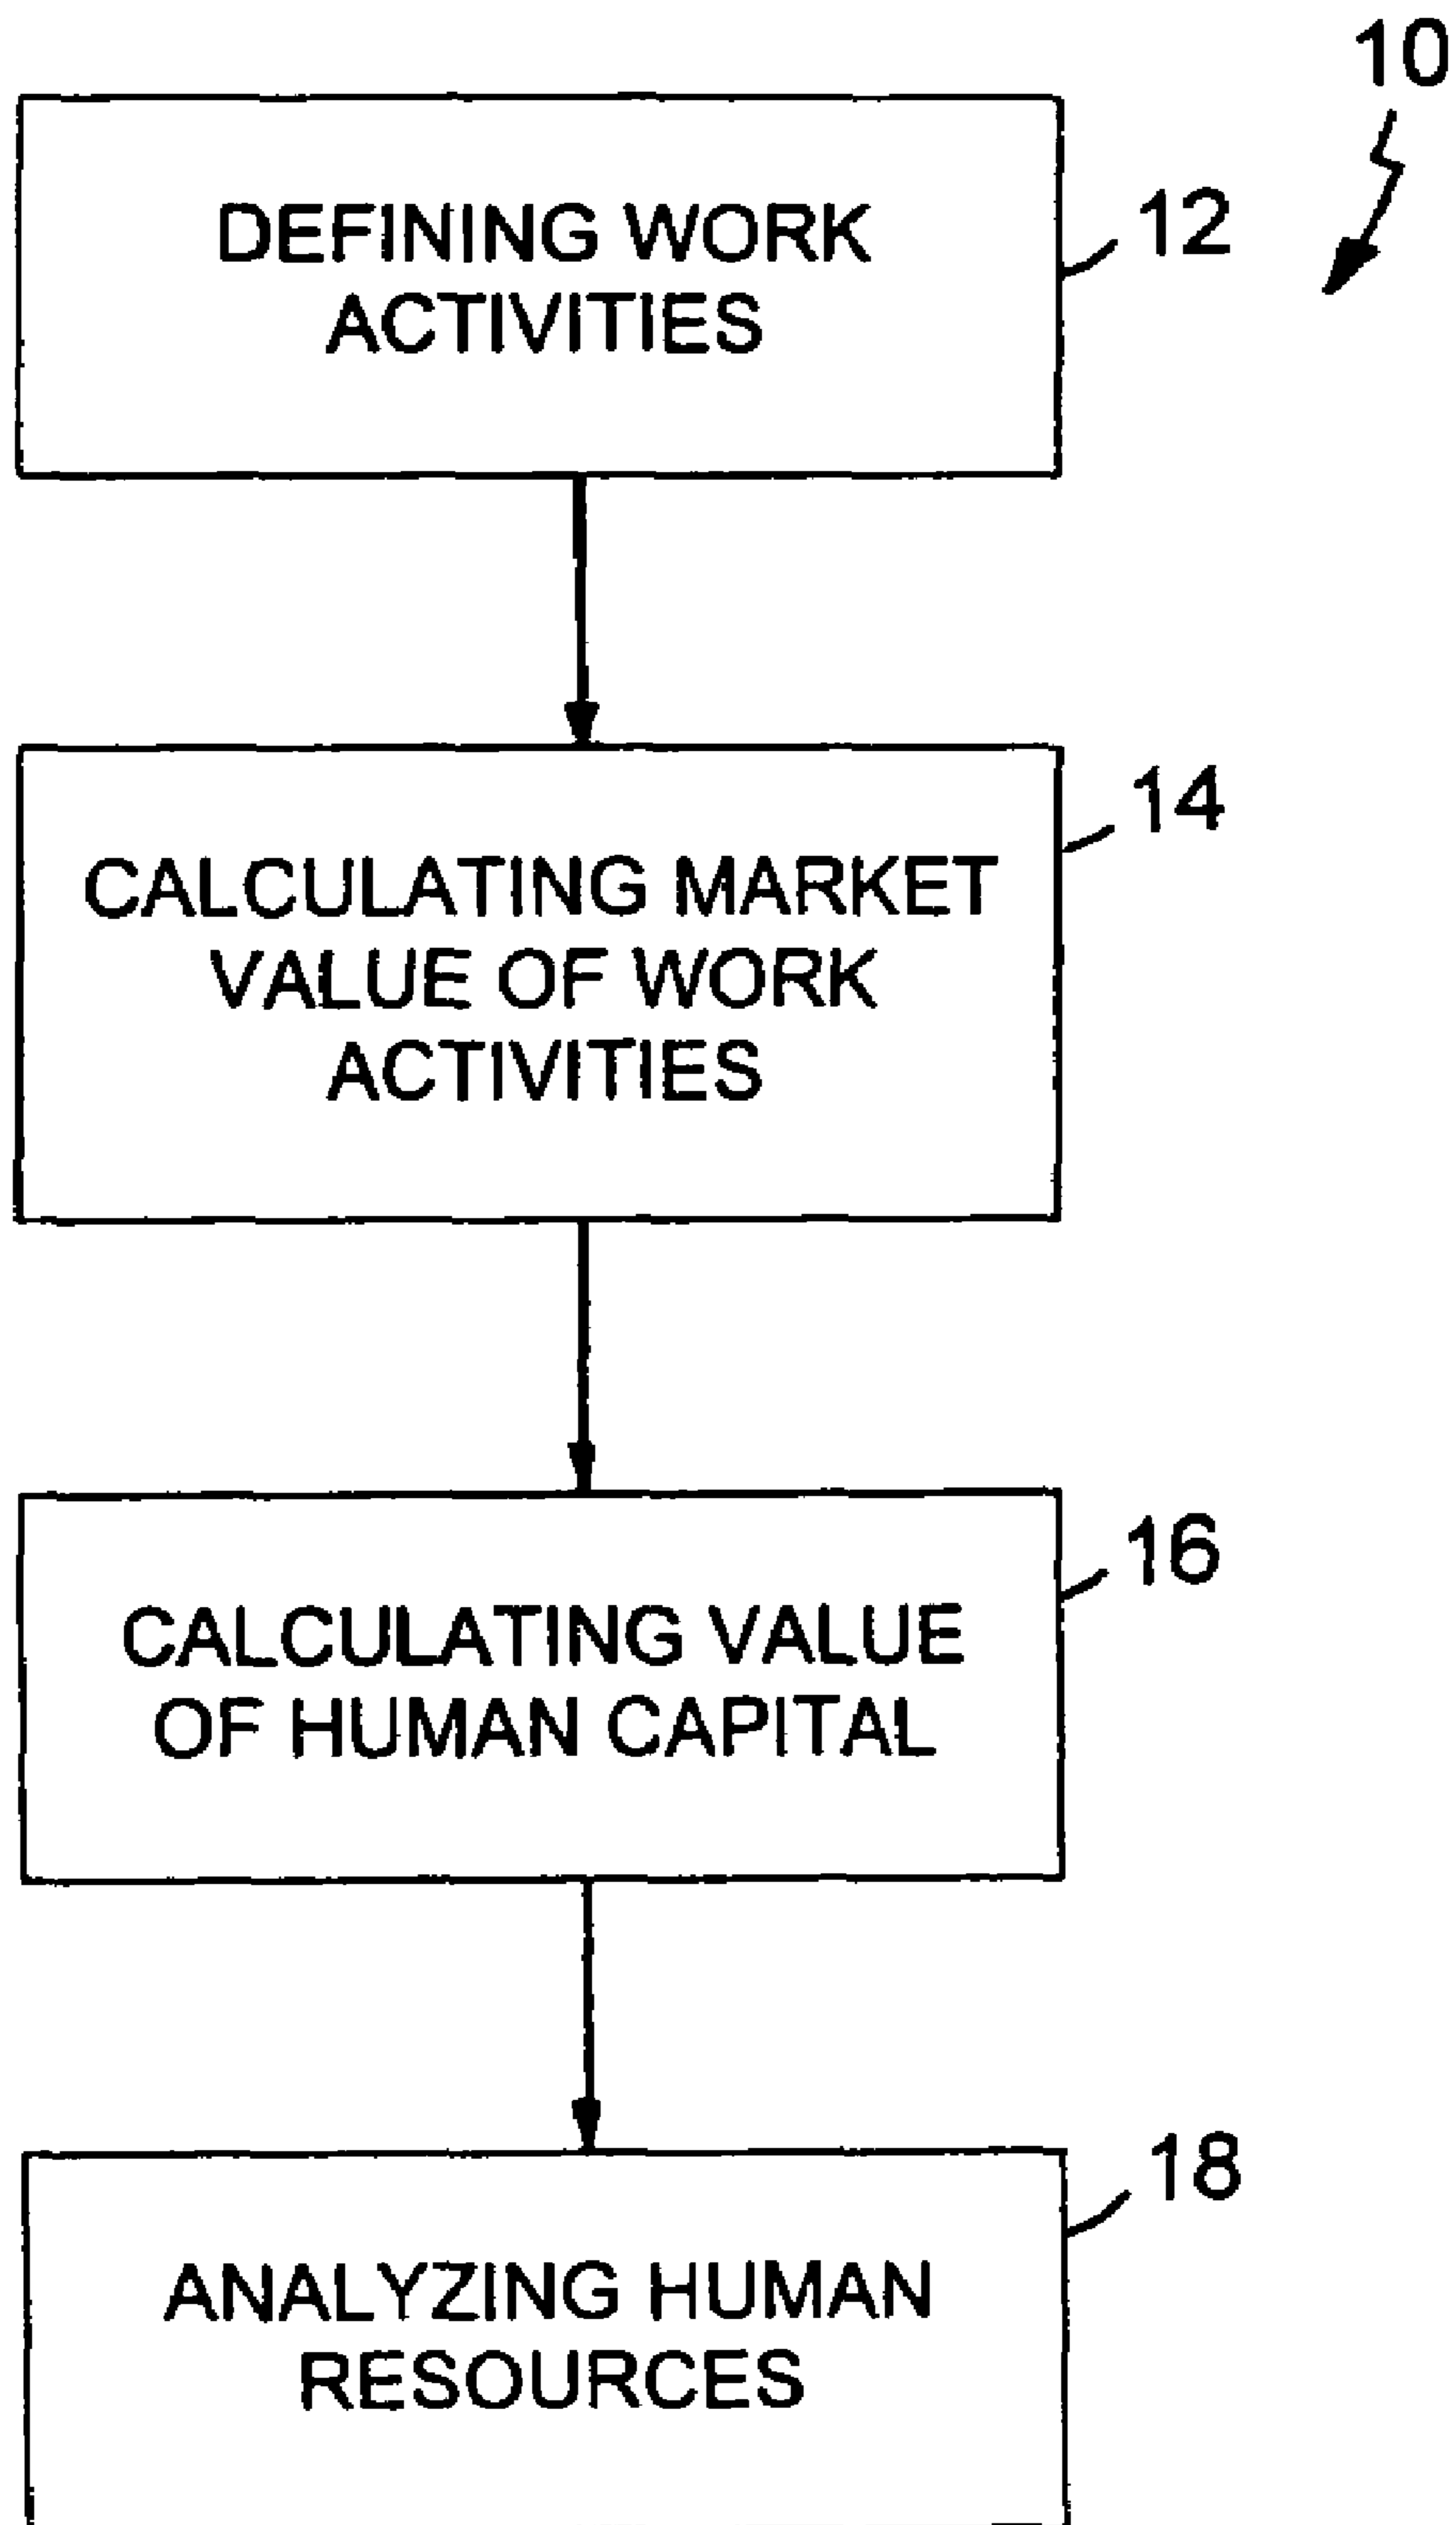 10
DEFINING WORK
ACTIVITIES
12
CALCULATING MARKET
VALUE OF WORK
ACTIVITIES
14
CALCULATING VALUE
OF HUMAN CAPITAL
16
ANALYZING HUMAN
RESOURCES
18